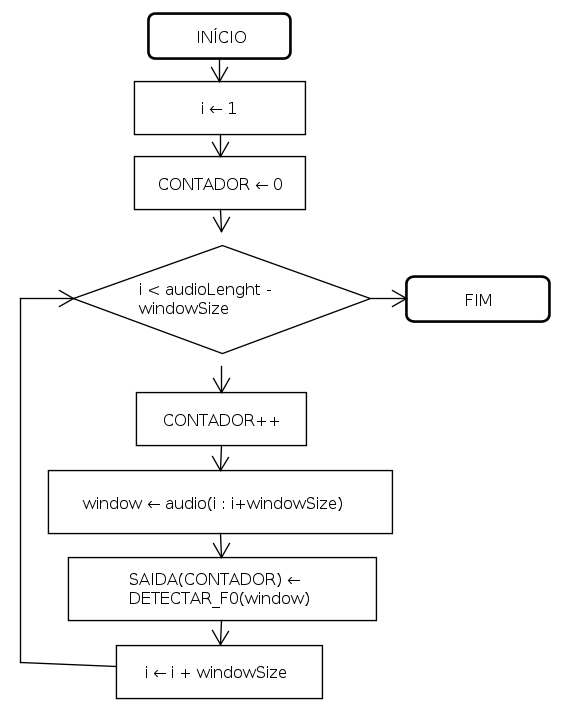 INÍCIO
i ← 1
CONTADOR ← 0
i < audioLenght -
windowSize
FIM
CONTADOR++
window ← audio(i : i+windowSize)
SAIDA(CONTADOR) ←
DETECTAR_F0(window)
i ← i + windowSize